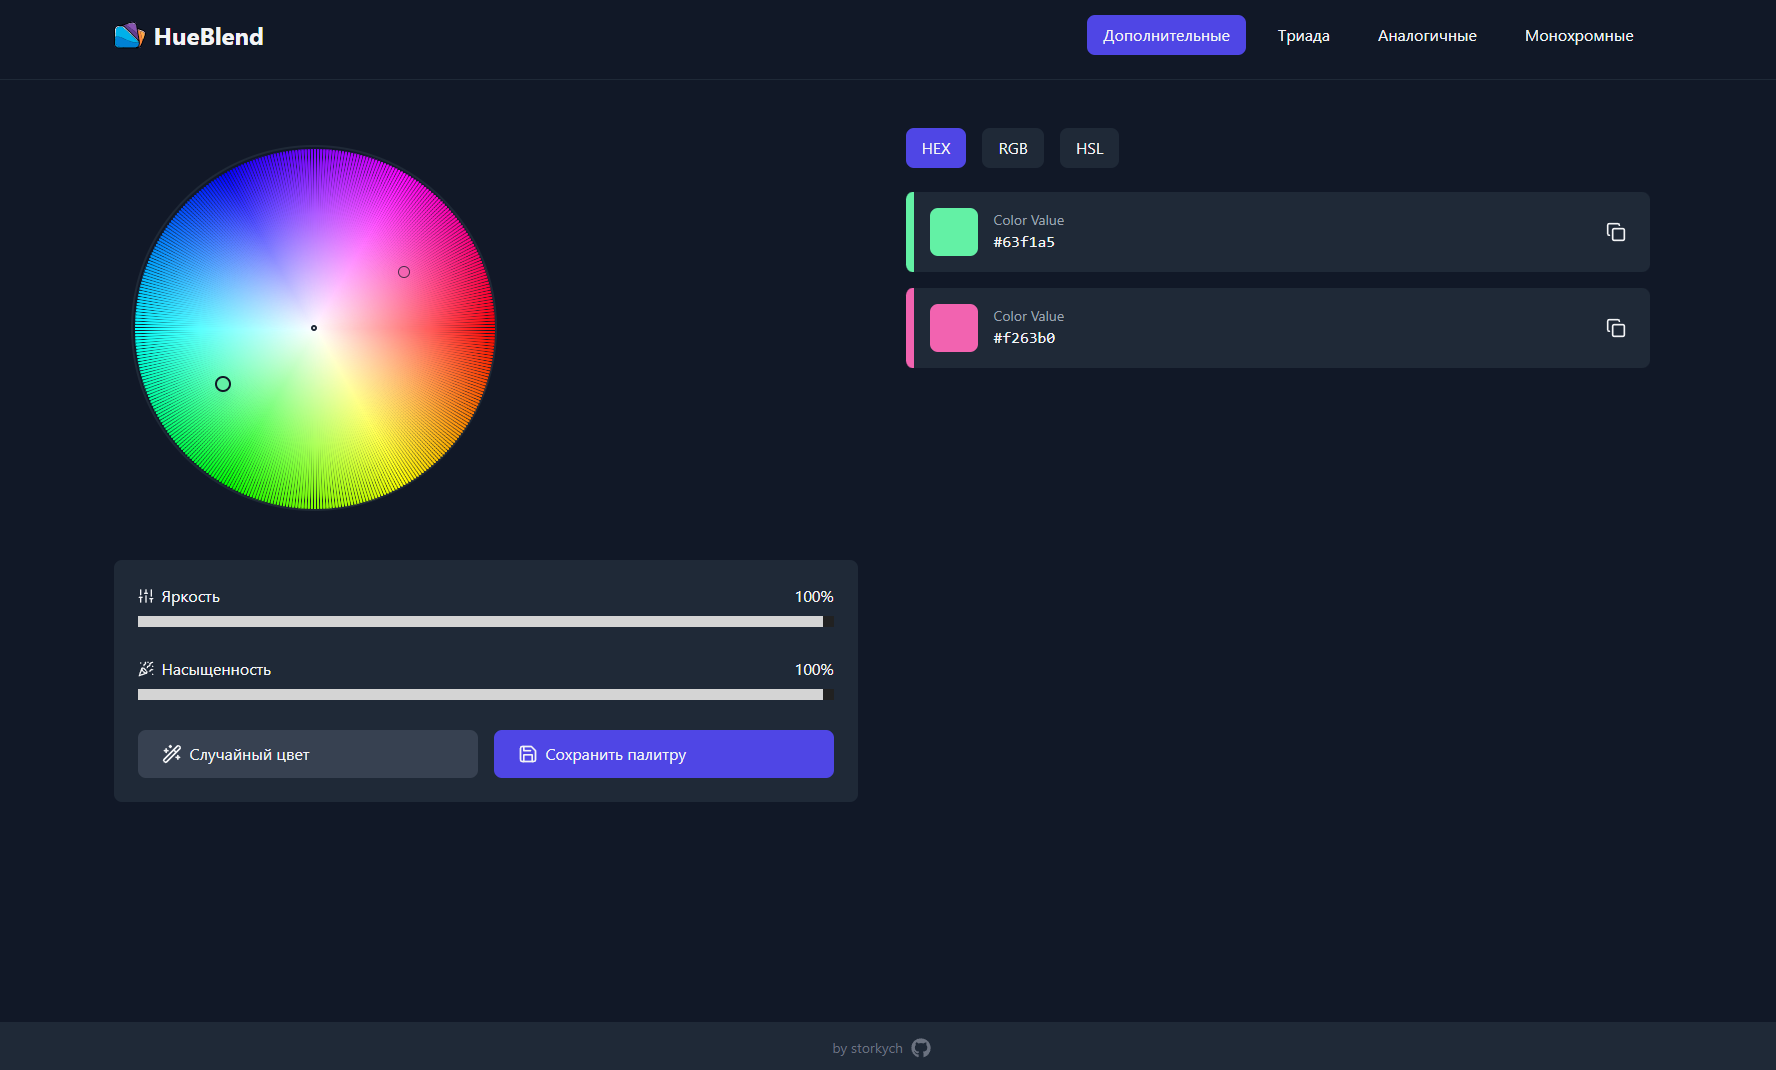 HueBlend
Дополнительные
Триада
Аналогичные
Монохромные
HEX
RGB
HSL
Color Value
#63f1a5
Color Value
#f263b0
Яркость
100%
Насыщенность
100%
Случайный цвет
Сохранить палитру
by storkych